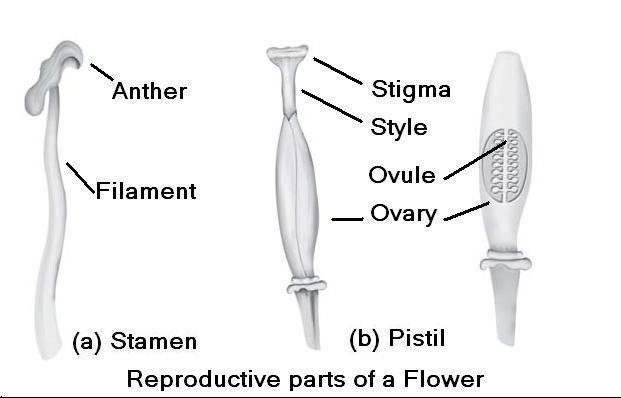 Anther
Filament
(a) Stamen
Stigma
Style
Ovule
Ovary
(b) Pistil
Reproductive parts of a Flower